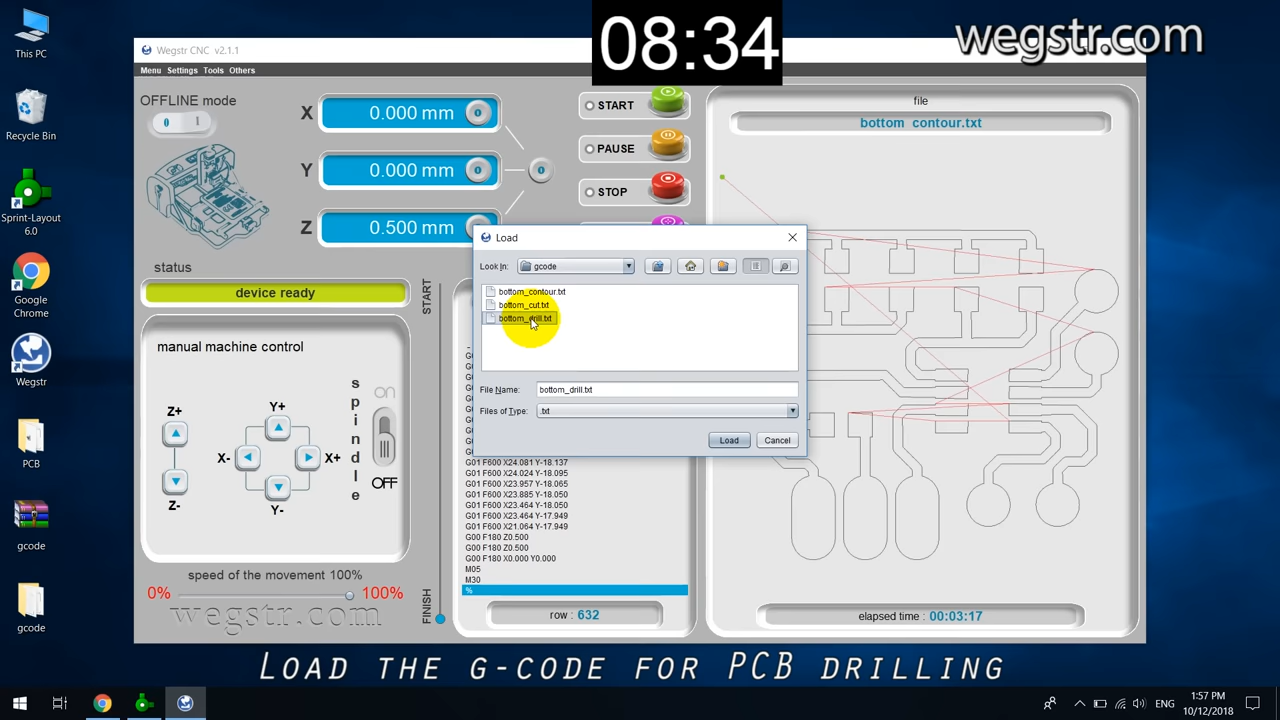 08:34
wegstr.com
This PC
Recycle Bin
Sprint-Layout
6.0
Google
Chrome
Wegstr
PCB
gcode
gcode
Wegstr CNC v2.1.1
Menu Settings Tools Others
OFFLINE mode
0 I
X 0.000 mm 0
Y 0.000 mm 0
0
Z 0.500 mm
START
PAUSE
STOP
status
device ready
manual machine control
Z+
Z-
Y+
X-
X+
Y-
spindle
on
OFF
speed of the movement 100%
0% 100%
wegstr.com
START
FINISH
Load
Look In: gcode
bottom_contour.txt
bottom_cut.txt
bottom_drill.txt
File Name: bottom_drill.txt
Files of Type: .txt
Load Cancel
G01 F600 X24.081 Y-18.137
G01 F600 X24.024 Y-18.095
G01 F600 X23.957 Y-18.065
G01 F600 X23.885 Y-18.050
G01 F600 X23.464 Y-18.050
G01 F600 X23.464 Y-18.050
G01 F600 X21.064 Y-17.949
G00 F180 Z0.500
G00 F180 Z0.500
G00 F180 X0.000 Y0.000
M05
M30
%
row : 632
file
bottom contour.txt
elapsed time : 00:03:17
LOAD THE G-CODE FOR PCB DRILLING
ENG
1:57 PM
10/12/2018